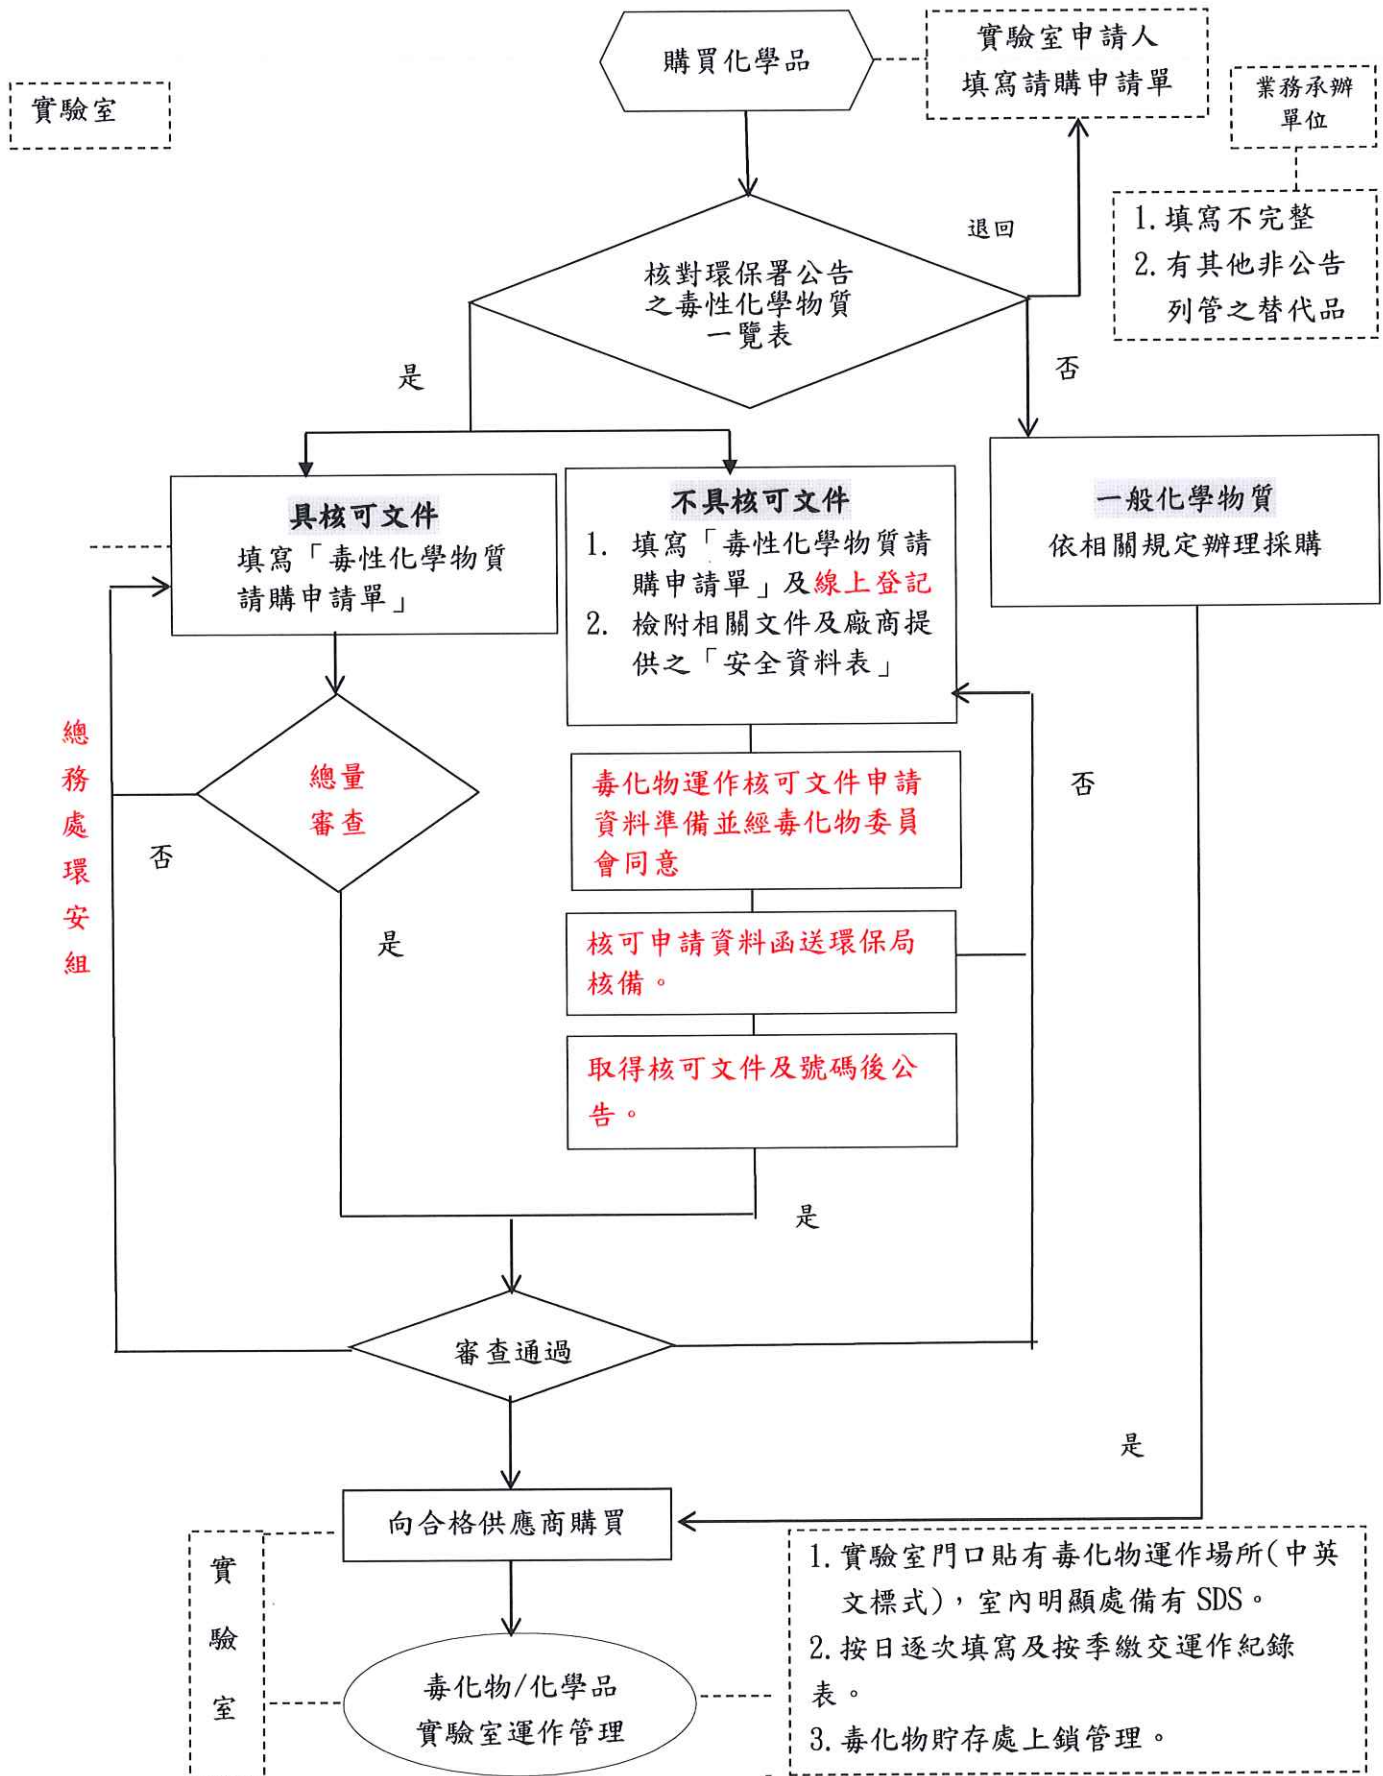 購買化學品
實驗室申請人
填寫請購申請單
實驗室
業務承辦
單位
1.填寫不完整
2.有其他非公告
列管之替代品
退回
核對環保署公告
之毒性化學物質
一覽表
是
否
具核可文件
填寫「毒性化學物質
請購申請單」
不具核可文件
1. 填寫「毒性化學物質請
購申請單」及線上登記
2. 檢附相關文件及廠商提
供之「安全資料表」
一般化學物質
依相關規定辦理採購
總
務
處
環
安
組
總量
審查
否
是
毒化物運作核可文件申請
資料準備並經毒化物委員
會同意
否
核可申請資料函送環保局
核備。
取得核可文件及號碼後公
告。
是
審查通過
是
向合格供應商購買
實
驗
室
毒化物/化學品
實驗室運作管理
1.實驗室門口貼有毒化物運作場所(中英
文標式)，室內明顯處備有 SDS。
2.按日逐次填寫及按季繳交運作紀錄
表。
3.毒化物貯存處上鎖管理。